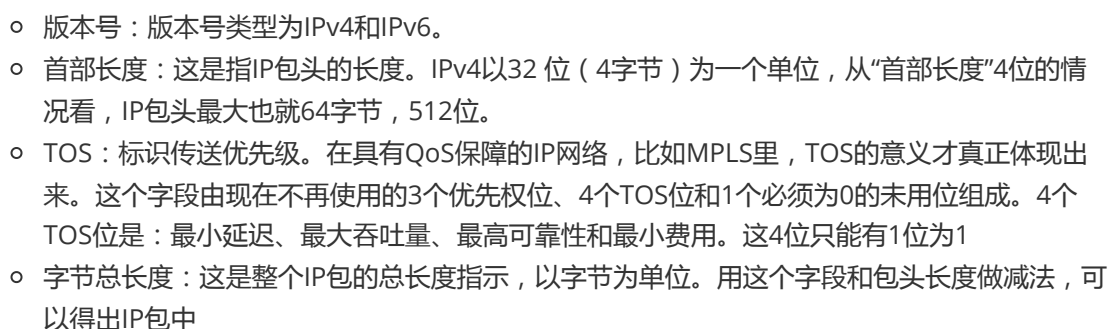 版本号：版本号类型为IPv4和IPv6。
首部长度：这是指IP包头的长度。IPv4以32 位（4字节）为一个单位，从“首部长度”4位的情
况看，IP包头最大也就64字节，512位。
TOS：标识传送优先级。在具有QoS保障的IP网络，比如MPLS里，TOS的意义才真正体现出
来。这个字段由现在不再使用的3个优先权位、4个TOS位和1个必须为0的未用位组成。4个
TOS位是：最小延迟、最大吞吐量、最高可靠性和最小费用。这4位只能有1位为1
字节总长度：这是整个IP包的总长度指示，以字节为单位。用这个字段和包头长度做减法，可
以得出IP包中